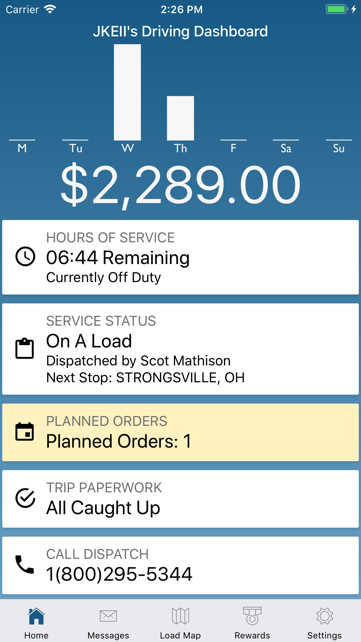 Carrier 2:26 PM
JKEII's Driving Dashboard
M Tu W Th F Sa Su
$2,289.00
HOURS OF SERVICE
06:44 Remaining
Currently Off Duty
SERVICE STATUS
On A Load
Dispatched by Scot Mathison
Next Stop: STRONGSVILLE, OH
PLANNED ORDERS
Planned Orders: 1
TRIP PAPERWORK
All Caught Up
CALL DISPATCH
1(800)295-5344
Home Messages Load Map Rewards Settings